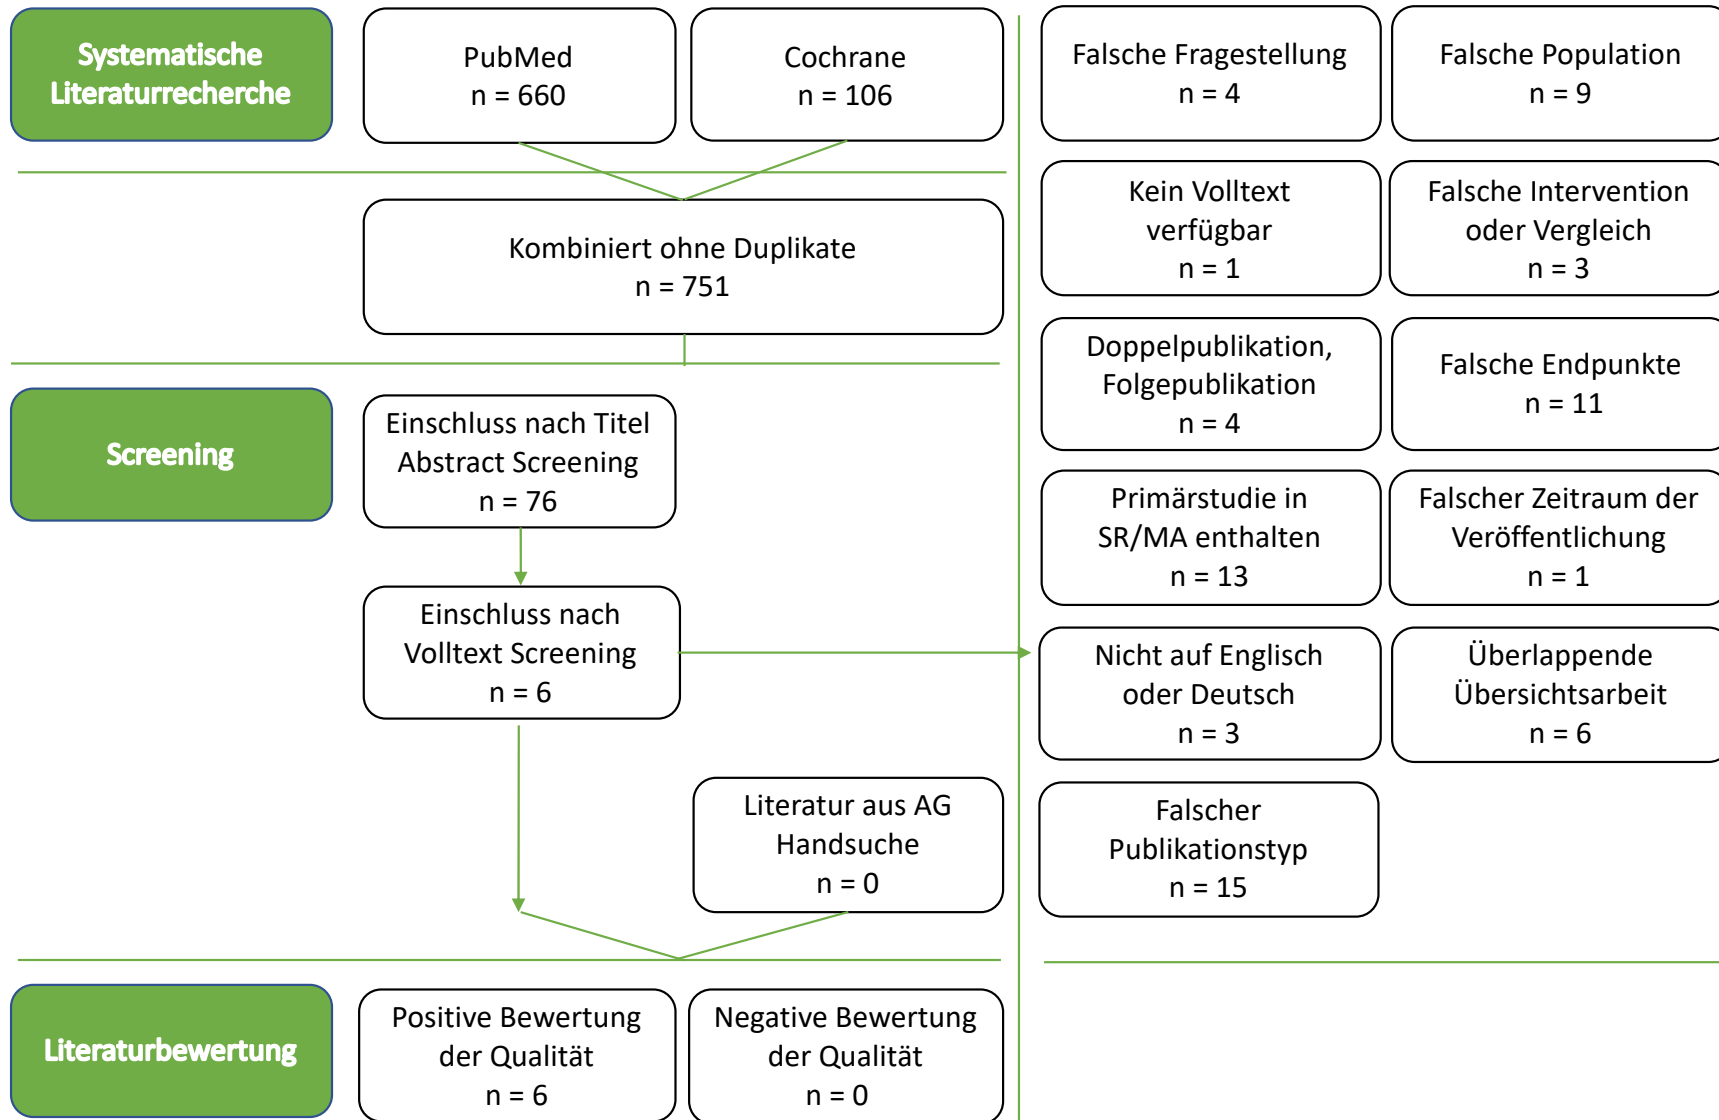 Systematische
Literaturrecherche
PubMed
n = 660
Cochrane
n = 106
Kombiniert ohne Duplikate
n = 751
Screening
Einschluss nach Titel
Abstract Screening
n = 76
Einschluss nach
Volltext Screening
n = 6
Literatur aus AG
Handsuche
n = 0
Literaturbewertung
Positive Bewertung
der Qualität
n = 6
Negative Bewertung
der Qualität
n = 0
Falsche Fragestellung
n = 4
Falsche Population
n = 9
Kein Volltext
verfügbar
n = 1
Falsche Intervention
oder Vergleich
n = 3
Doppelpublikation,
Folgepublikation
n = 4
Falsche Endpunkte
n = 11
Primärstudie in
SR/MA enthalten
n = 13
Falscher Zeitraum der
Veröffentlichung
n = 1
Nicht auf Englisch
oder Deutsch
n = 3
Überlappende
Übersichtsarbeit
n = 6
Falscher
Publikationstyp
n = 15